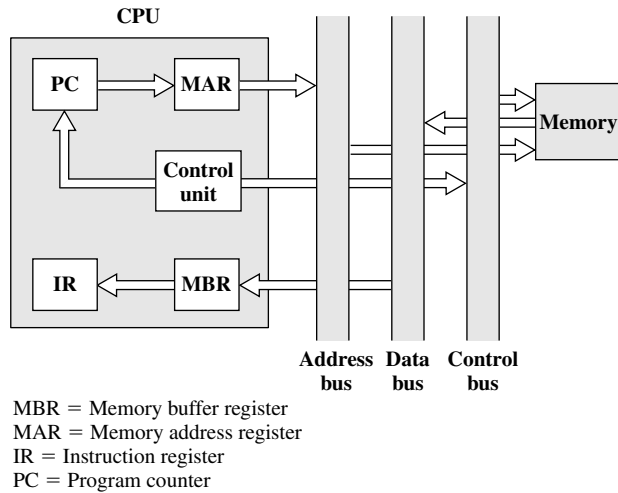 CPU
PC
MAR
Memory
Control
unit
IR
MBR
Address
bus
Data
bus
Control
bus
MBR = Memory buffer register
MAR = Memory address register
IR = Instruction register
PC = Program counter